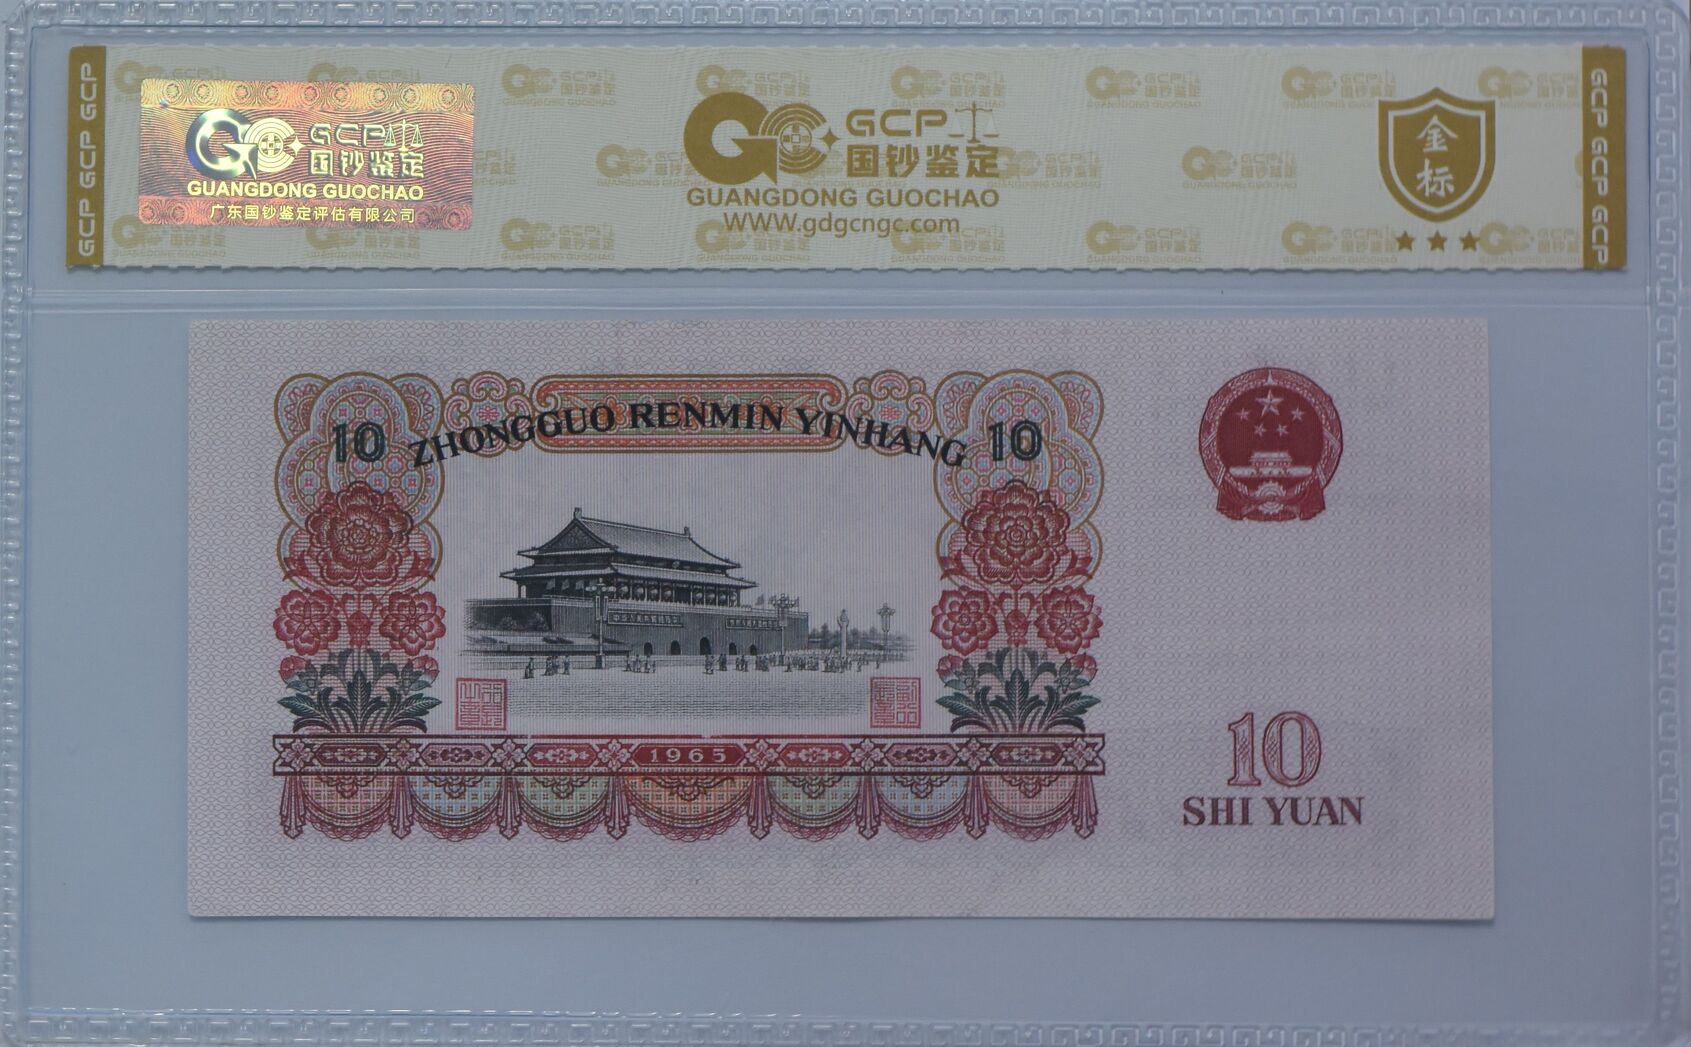 GCP GCP GCP
GCP
国钞鉴定
GUANGDONG GUOCHAO
广东国钞鉴定评估有限公司
GCP
国钞鉴定
GUANGDONG GUOCHAO
WWW.gdgcngc.com
金标
GCP GCP GCP
10 ZHONGGUO RENMIN YINHANG 10
1965
10
SHI YUAN